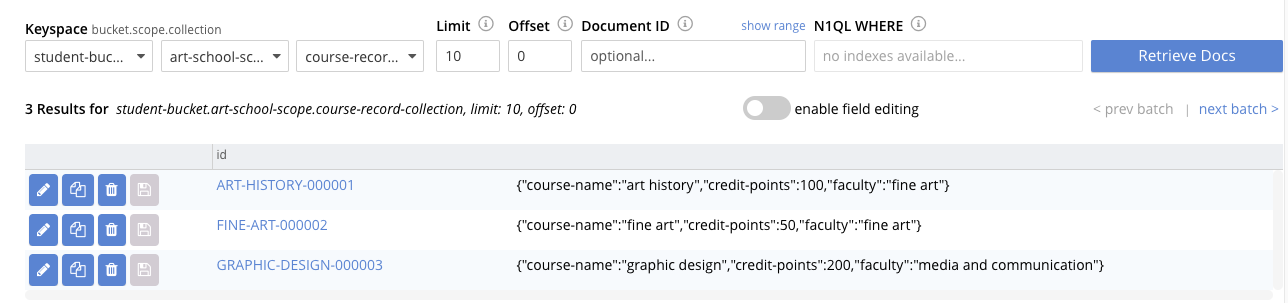 Keyspace bucket.scope.collection Limit Offset Document ID show range N1QL WHERE
student-buc... art-school-sc... course-recor... 10 0 optional... no indexes available... Retrieve Docs
3 Results for student-bucket.art-school-scope.course-record-collection, limit: 10, offset: 0 enable field editing < prev batch | next batch >
id
ART-HISTORY-000001 {"course-name":"art history","credit-points":100,"faculty":"fine art"}
FINE-ART-000002 {"course-name":"fine art","credit-points":50,"faculty":"fine art"}
GRAPHIC-DESIGN-000003 {"course-name":"graphic design","credit-points":200,"faculty":"media and communication"}